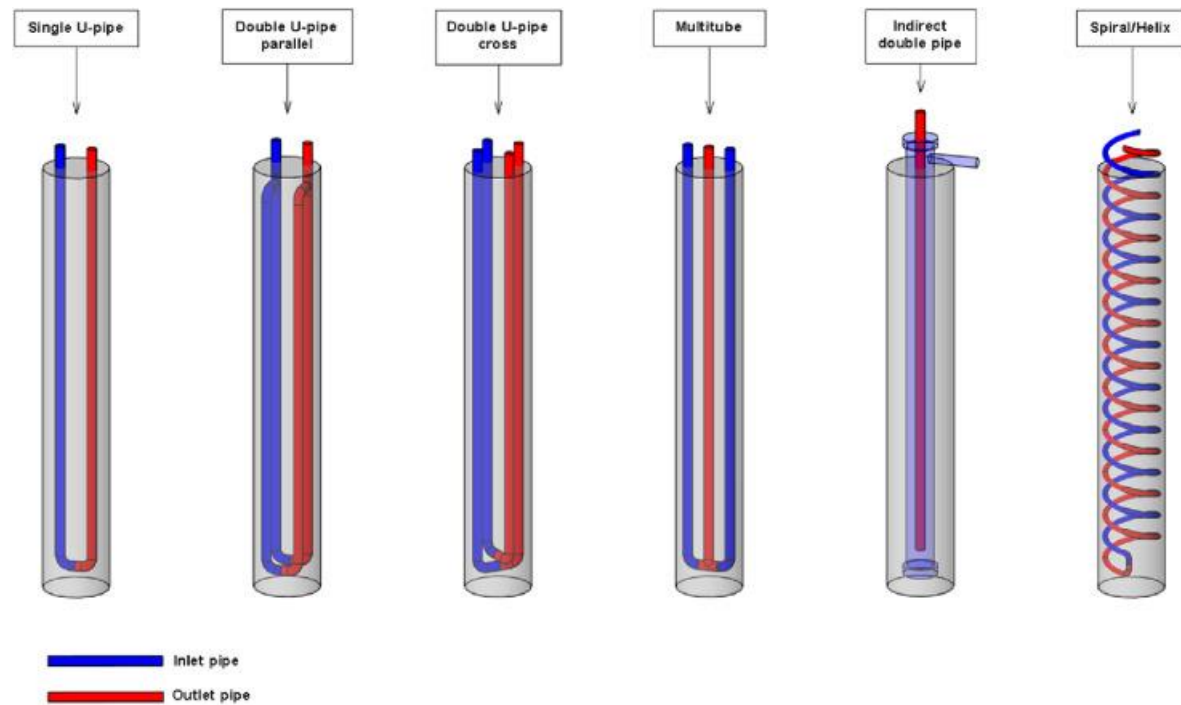 Single U-pipe
Double U-pipe
parallel
Double U-pipe
cross
Multitube
Indirect
double pipe
Spiral/Helix
Inlet pipe
Outlet pipe